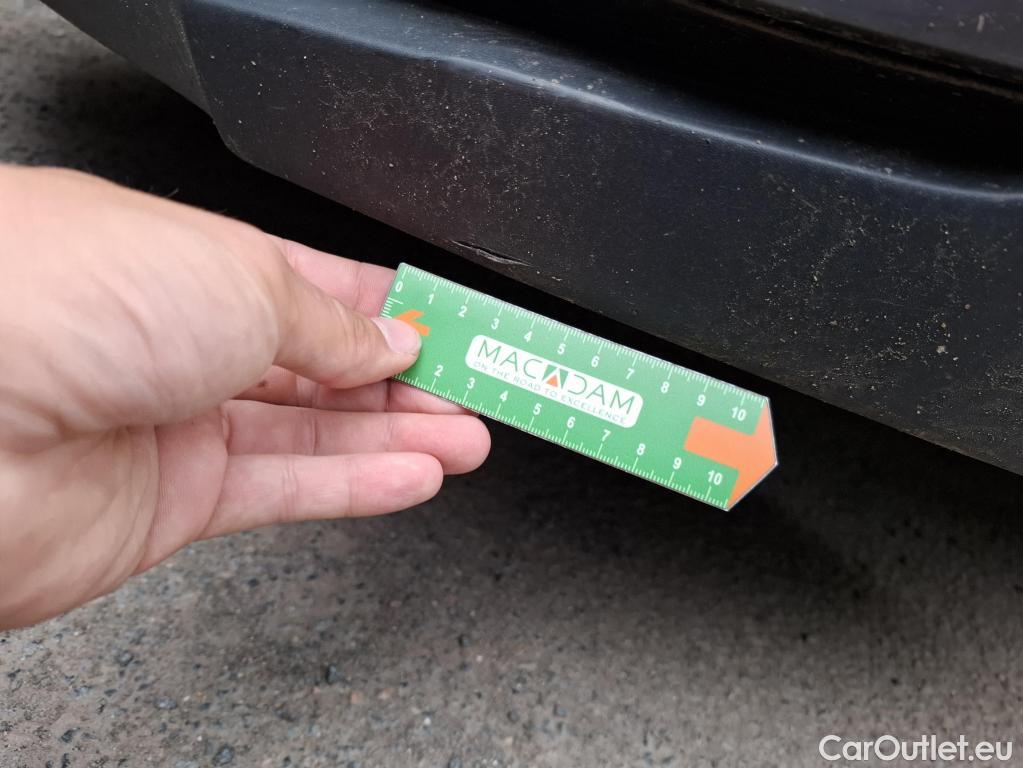 0 1 2 3 4 5 6 7 8 9 10
MACADAM
ON THE ROAD TO EXCELLENCE
2 3 4 5 6 7 8 9 10
CarOutlet.eu